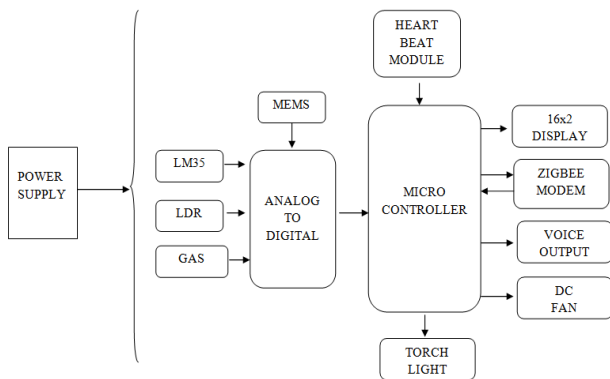 HEART
BEAT
MODULE
MEMS
16x2
DISPLAY
POWER
SUPPLY
LM35
LDR
GAS
ANALOG
TO
DIGITAL
MICRO
CONTROLLER
ZIGBEE
MODEM
VOICE
OUTPUT
DC
FAN
TORCH
LIGHT